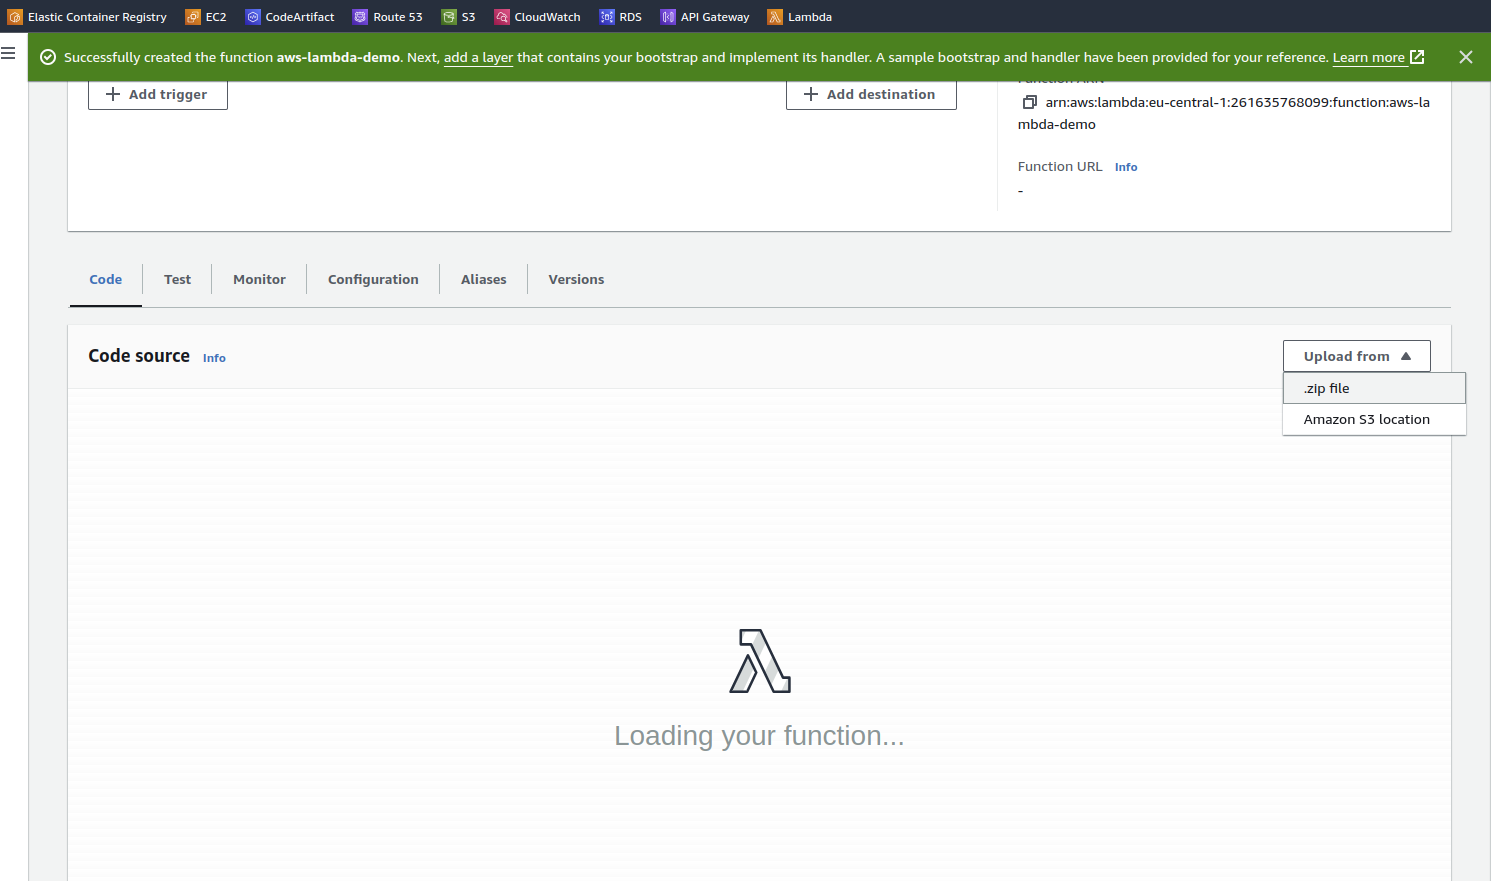 Elastic Container Registry EC2 CodeArtifact Route 53 S3 CloudWatch RDS API Gateway Lambda
Successfully created the function aws-lambda-demo. Next, add a layer that contains your bootstrap and implement its handler. A sample bootstrap and handler have been provided for your reference. Learn more
Function ARN
Add trigger
Add destination
arn:aws:lambda:eu-central-1:261635768099:function:aws-la
mbda-demo
Function URL Info
-
Code Test Monitor Configuration Aliases Versions
Code source Info
Upload from
.zip file
Amazon S3 location
Loading your function...